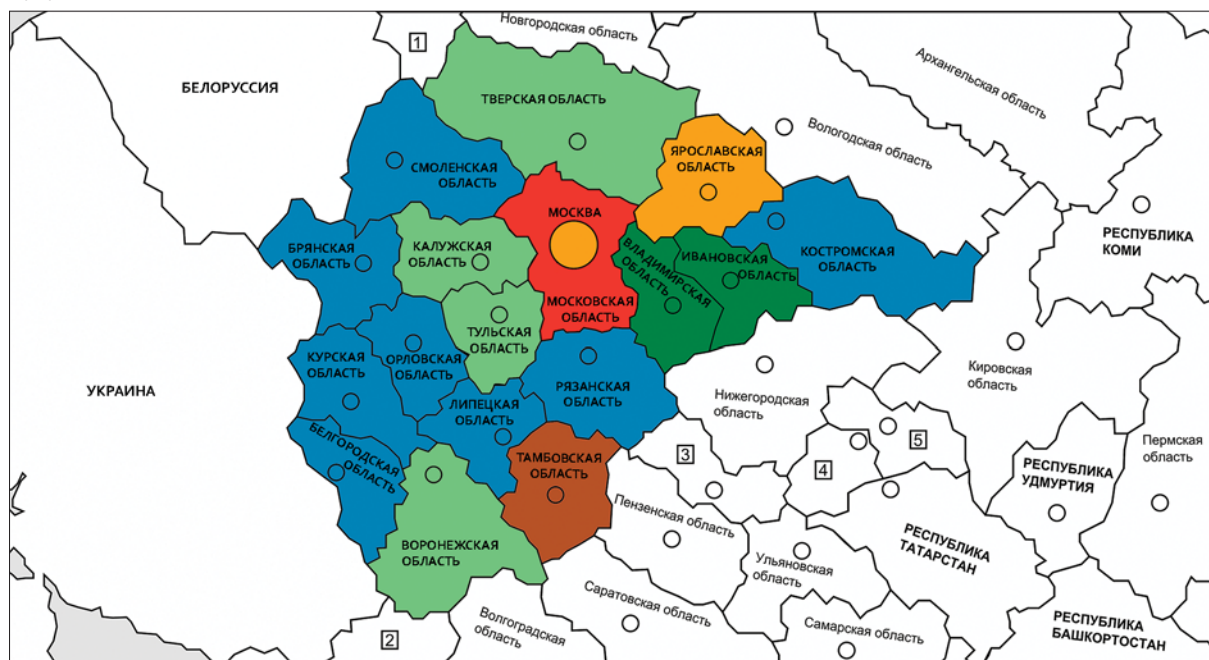 Новгородская область
1
БЕЛОРУССИЯ
Архангельская область
ТВЕРСКАЯ ОБЛАСТЬ
Вологодская область
ЯРОСЛАВСКАЯ
ОБЛАСТЬ
СМОЛЕНСКАЯ
ОБЛАСТЬ
МОСКВА
РЕСПУБЛИКА
КОМИ
БРЯНСКАЯ
ОБЛАСТЬ
КАЛУЖСКАЯ
ОБЛАСТЬ
ВЛАДИМИРСКАЯ
ОБЛАСТЬ
ИВАНОВСКАЯ
ОБЛАСТЬ
КОСТРОМСКАЯ
ОБЛАСТЬ
МОСКОВСКАЯ
ОБЛАСТЬ
ТУЛЬСКАЯ
ОБЛАСТЬ
КУРСКАЯ
ОБЛАСТЬ
ОРЛОВСКАЯ
ОБЛАСТЬ
УКРАИНА
РЯЗАНСКАЯ
ОБЛАСТЬ
Нижегородская
область
Кировская
область
ЛИПЕЦКАЯ
ОБЛАСТЬ
БЕЛГОРОДСКАЯ
ОБЛАСТЬ
ТАМБОВСКАЯ
ОБЛАСТЬ
3
4
5
Пермская
область
РЕСПУБЛИКА
УДМУРТИЯ
Пензенская область
ВОРОНЕЖСКАЯ
ОБЛАСТЬ
РЕСПУБЛИКА
ТАТАРСТАН
Ульяновская
область
Саратовская область
2
Волгоградская
область
Самарская область
РЕСПУБЛИКА
БАШКОРТОСТАН